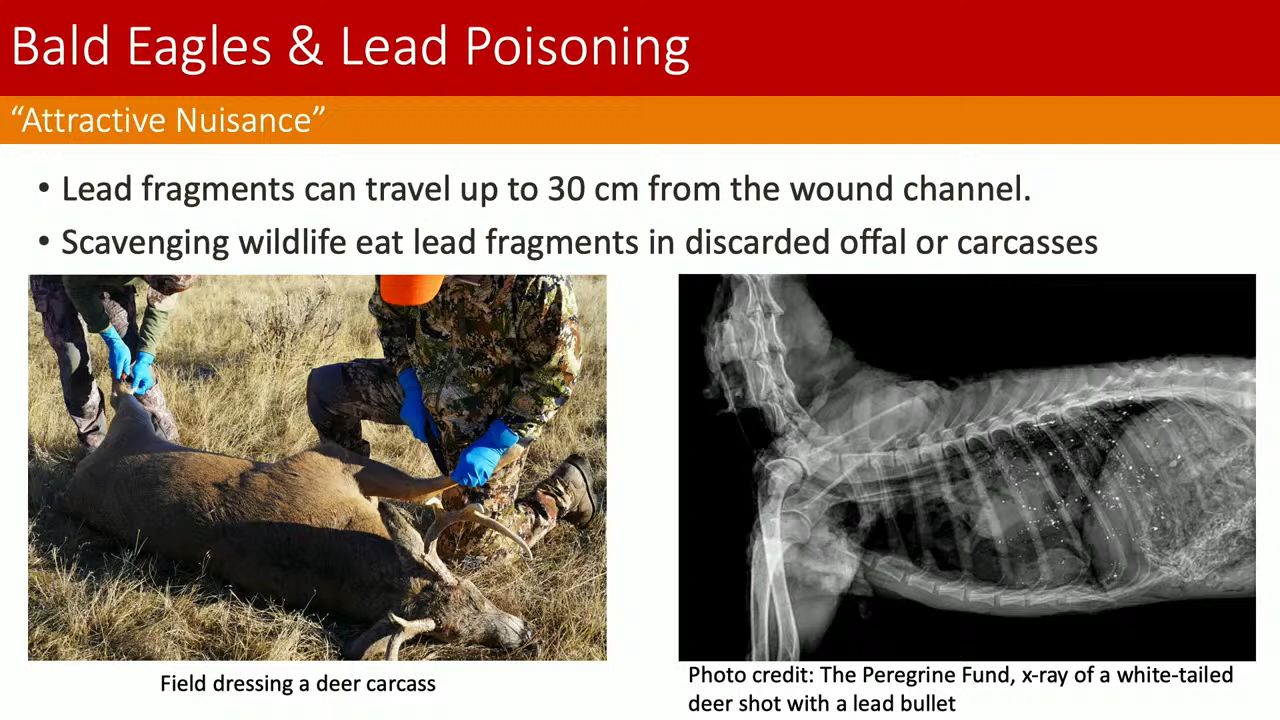 Bald Eagles & Lead Poisoning
“Attractive Nuisance”
• Lead fragments can travel up to 30 cm from the wound channel.
• Scavenging wildlife eat lead fragments in discarded offal or carcasses
Field dressing a deer carcass
Photo credit: The Peregrine Fund, x-ray of a white-tailed
deer shot with a lead bullet